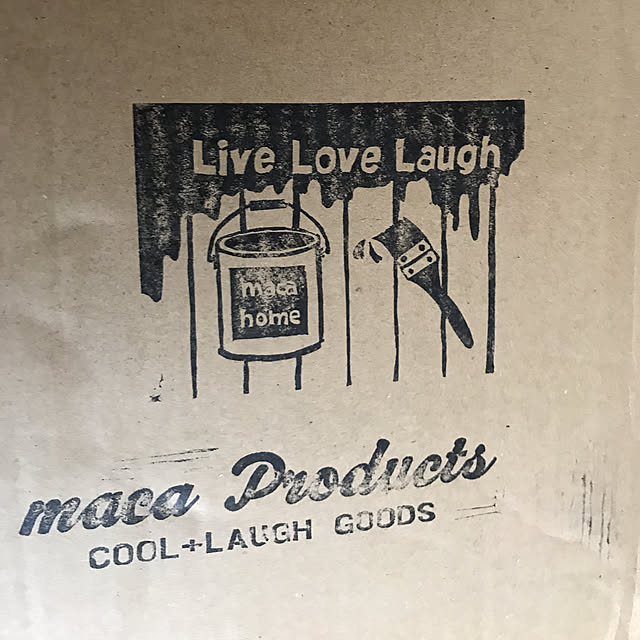 Live Love Laugh
maca
home
maca Products
COOL+LAUGH GOODS